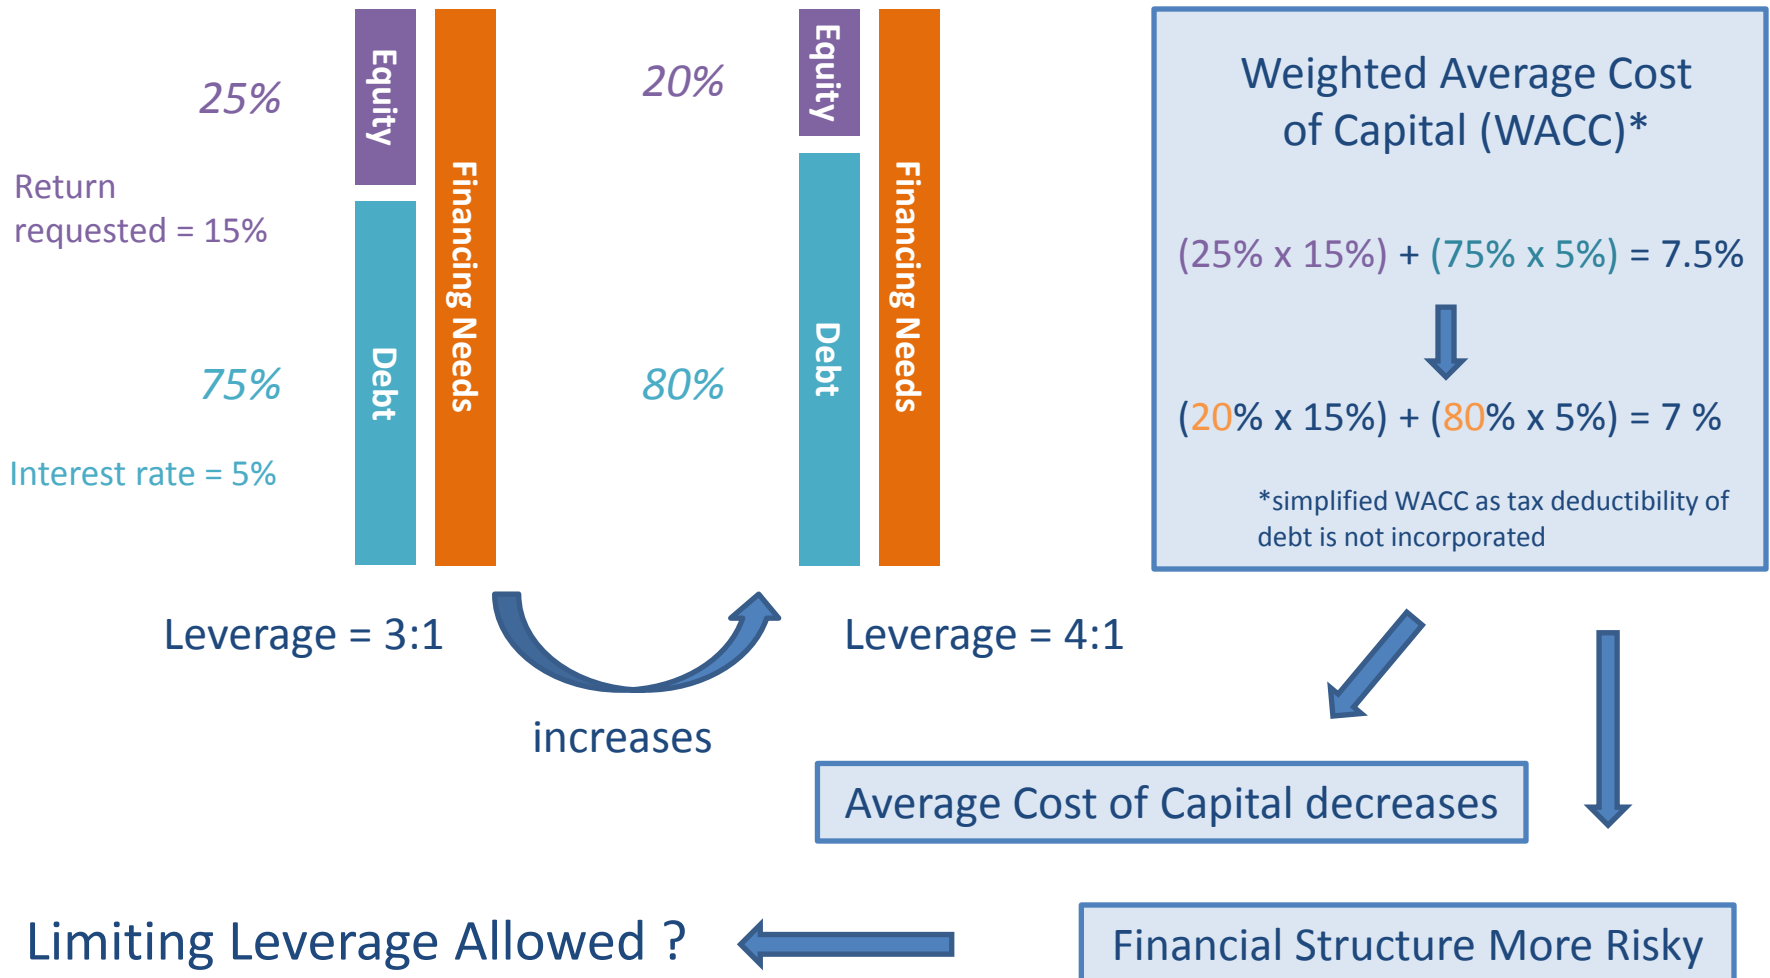 25%
Equity
Return
requested = 15%
75%
Debt
Interest rate = 5%
Financing Needs
Leverage = 3:1
increases
20%
Equity
80%
Debt
Financing Needs
Leverage = 4:1
Weighted Average Cost
of Capital (WACC)*
(25% x 15%) + (75% x 5%) = 7.5%
(20% x 15%) + (80% x 5%) = 7 %
*simplified WACC as tax deductibility of
debt is not incorporated
Average Cost of Capital decreases
Financial Structure More Risky
Limiting Leverage Allowed ?